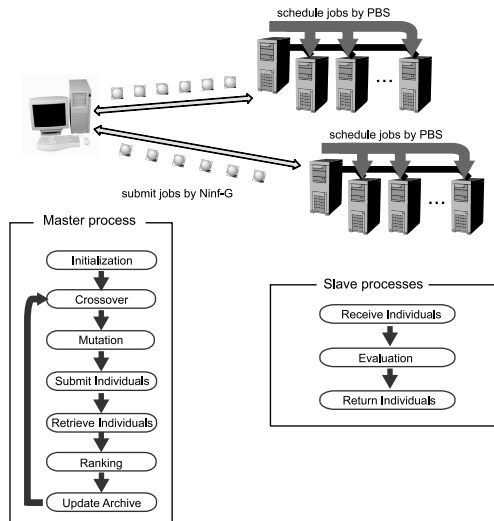 schedule jobs by PBS
schedule jobs by PBS
submit jobs by Ninf-G
Master process
Initialization
Crossover
Mutation
Submit Individuals
Retrieve Individuals
Ranking
Update Archive
Slave processes
Receive Individuals
Evaluation
Return Individuals